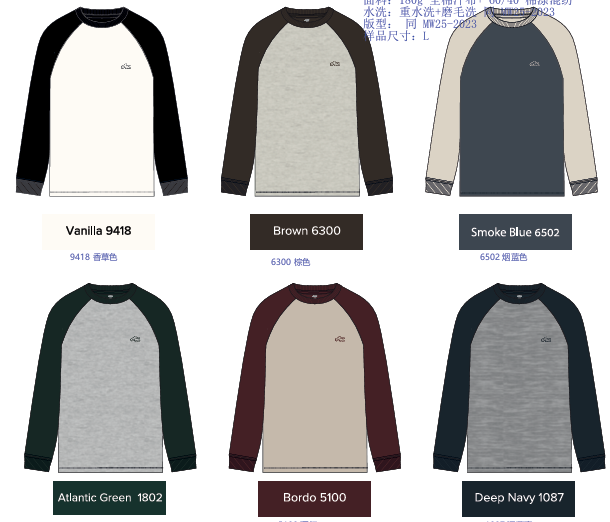 面料：180g 全棉汗布+ 60/40 棉涤混纺
水洗：重水洗+磨毛洗
版型： 同 MW25-2023
样品尺寸：L
Vanilla 9418
Brown 6300
Smoke Blue 6502
9418 香草色
6300 棕色
6502 烟蓝色
Atlantic Green 1802
Bordo 5100
Deep Navy 1087